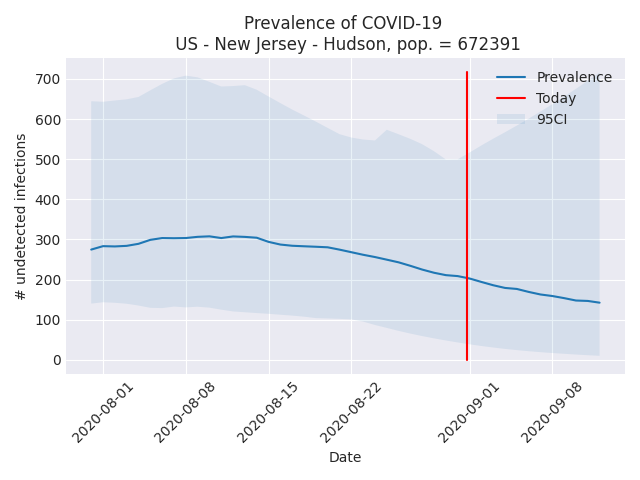 Prevalence of COVID-19
US - New Jersey - Hudson, pop. = 672391
Prevalence
Today
95CI
# undetected infections
700
600
500
400
300
200
100
0
2020-08-01
2020-08-08
2020-08-15
2020-08-22
2020-09-01
2020-09-08
Date